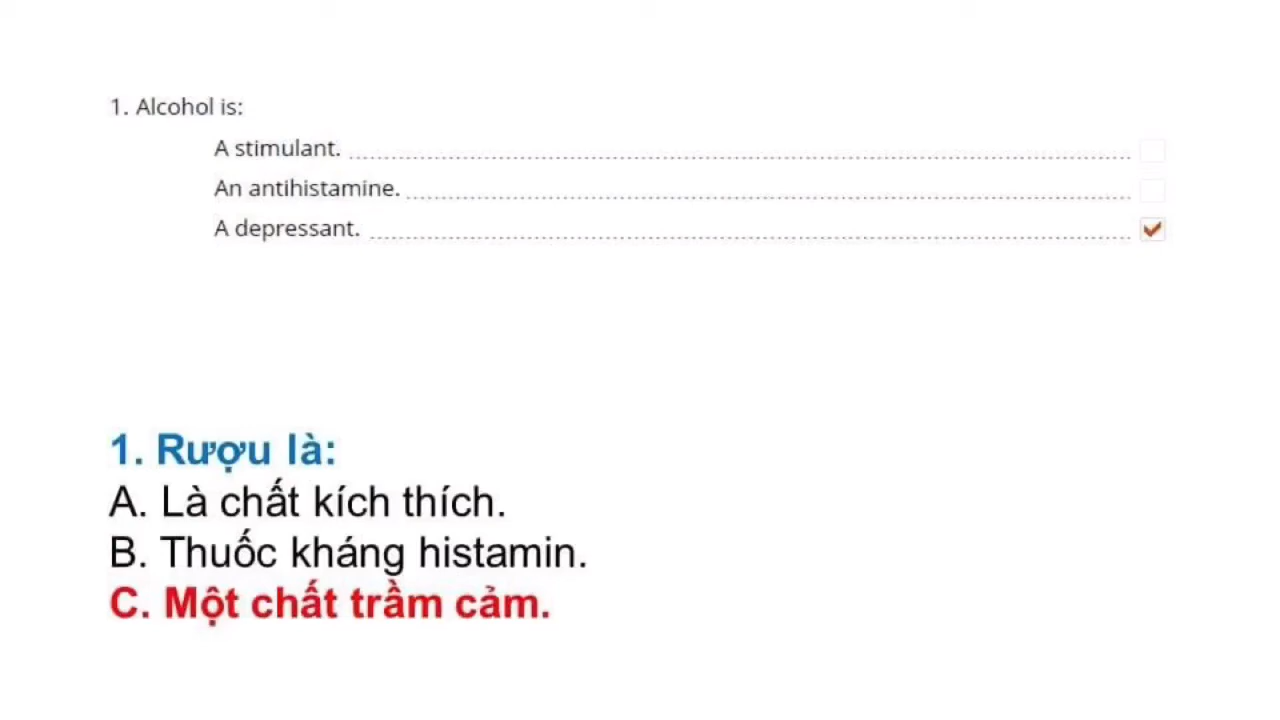 1. Alcohol is:
A stimulant.
An antihistamine.
A depressant.
1. Rượu là:
A. Là chất kích thích.
B. Thuốc kháng histamin.
C. Một chất trầm cảm.